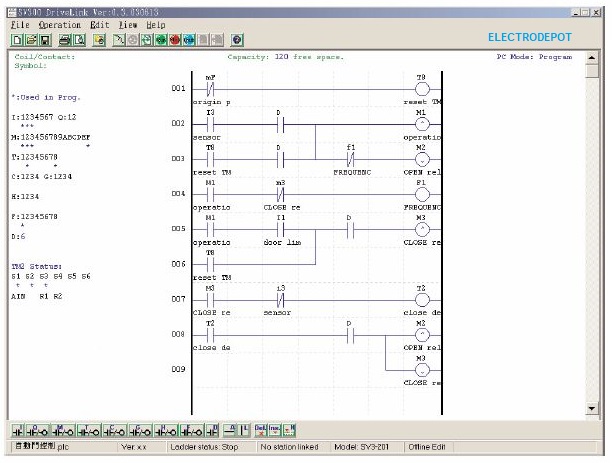 SV300 DriveLink Ver:0.3.030813
File Operation Edit View Help
ELECTRODEPOT
Coil/Contact: Capacity: 120 free space. PC Mode: Program
Symbol:
*:Used in Prog.
I:1234567 Q:12
***
M:123456789ABCDEF
*** *
T:12345678
* *
C:1234 G:1234
H:1234
F:12345678
*
D:6
TM2 Status:
S1 S2 S3 S4 S5 S6
* * *
AIN R1 R2
001 mF T8
origin p reset TM
002 I3 D M1
sensor operatio
003 T8 D f1 M2
reset TM FREQUENC OPEN rel
004 M1 m3 F1
operatio CLOSE re FREQUENC
005 M1 I1 D M3
operatio door lim CLOSE re
006 T8
reset TM
007 M3 i3 T2
CLOSE re sensor close de
008 T2 D M2
close de OPEN rel
009 M3
CLOSE re
I Q M T C G H F D
A L Del Ins N
自動門控制 plc Ver: x.x Ladder status: Stop No station linked Model: SV3-201 Offline Edit